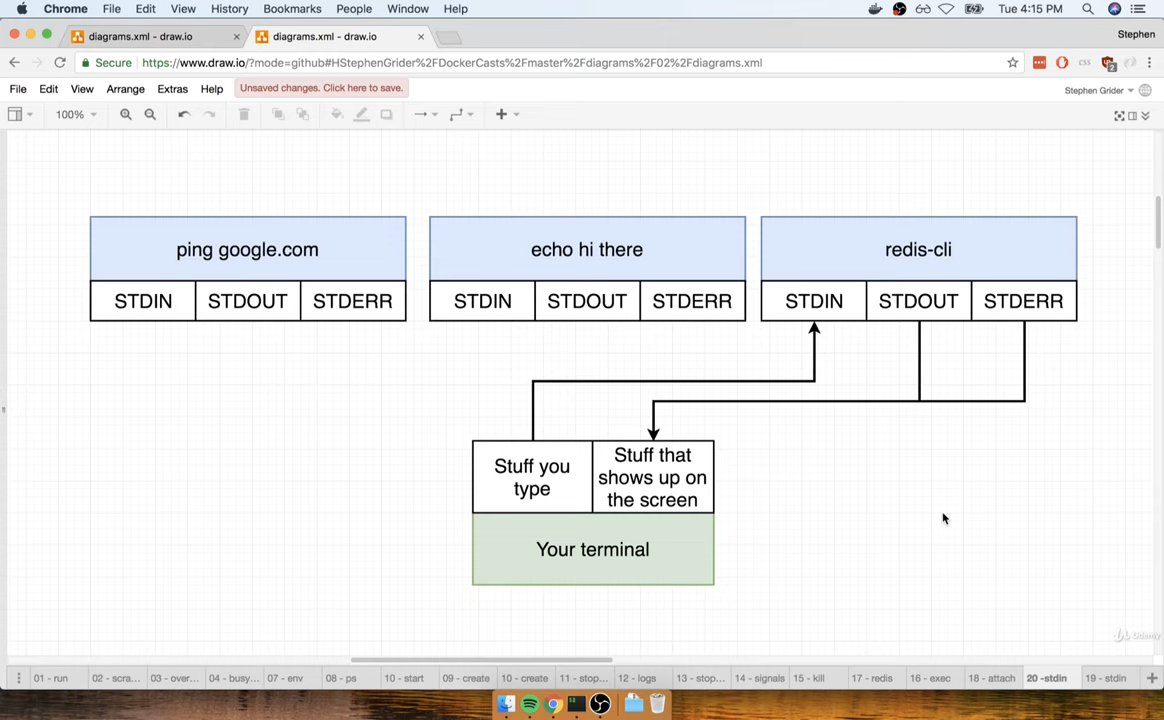 Chrome File Edit View History Bookmarks People Window Help Tue 4:15 PM
diagrams.xml - draw.io diagrams.xml - draw.io Stephen
Secure https://www.draw.io/?mode=github#HStephenGrider%2FDockerCasts%2Fmaster%2Fdiagrams%2F02%2Fdiagrams.xml
File Edit View Arrange Extras Help Unsaved changes. Click here to save. Stephen Grider
100%
ping google.com echo hi there redis-cli
STDIN STDOUT STDERR STDIN STDOUT STDERR STDIN STDOUT STDERR
Stuff you
type
Stuff that
shows up on
the screen
Your terminal
Udemy
01 - run 02 - scra... 03 - over... 04 - busy... 07 - env 08 - ps 10 - start 09 - create 10 - create 11 - stop... 12 - logs 13 - stop... 14 - signals 15 - kill 17 - redis 16 - exec 18 - attach 20 -stdin 19 - stdin